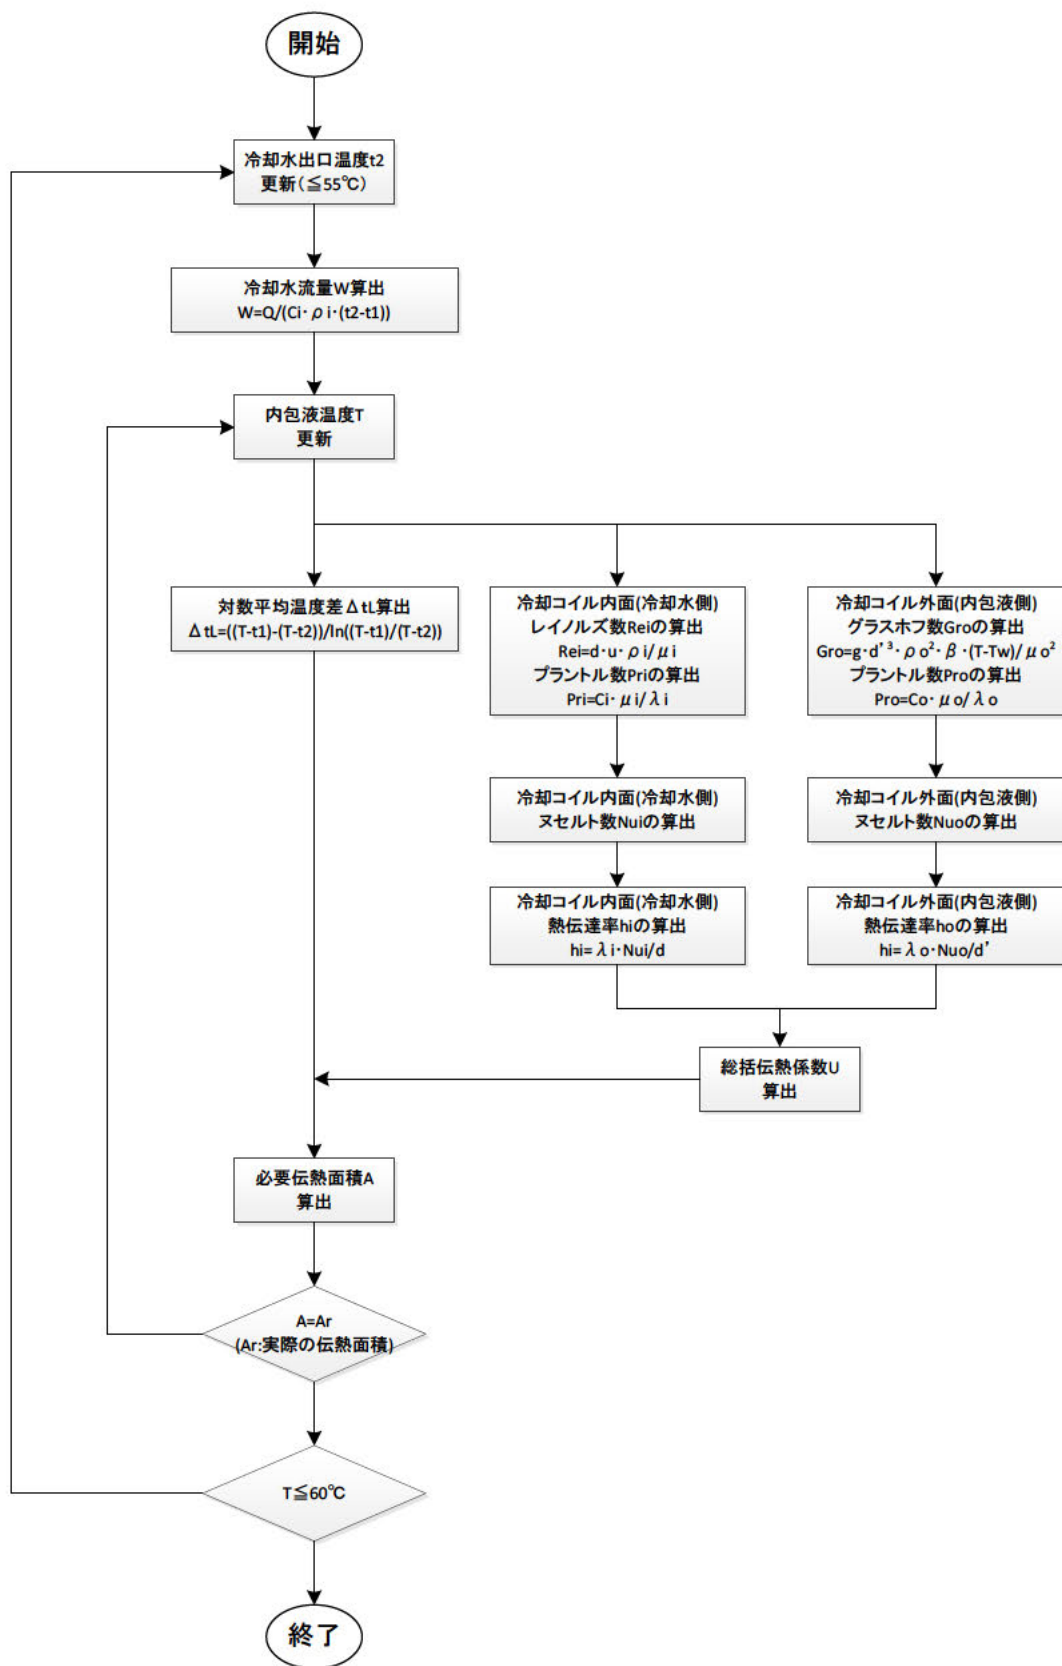 開始
冷却水出口温度t2
更新(≦55℃)
冷却水流量W算出
W=Q/(Ci・ρi・(t2-t1))
内包液温度T
更新
対数平均温度差ΔtL算出
ΔtL=((T-t1)-(T-t2))/ln((T-t1)/(T-t2))
冷却コイル内面(冷却水側)
レイノルズ数Reiの算出
Rei=d・u・ρi/μi
プラントル数Priの算出
Pri=Ci・μi/λi
冷却コイル外面(内包液側)
グラスホフ数Groの算出
Gro=g・d'³・ρo²・β・(T-Tw)/μo²
プラントル数Proの算出
Pro=Co・μo/λo
冷却コイル内面(冷却水側)
ヌセルト数Nuiの算出
冷却コイル外面(内包液側)
ヌセルト数Nuoの算出
冷却コイル内面(冷却水側)
熱伝達率hiの算出
hi=λi・Nui/d
冷却コイル外面(内包液側)
熱伝達率hoの算出
hi=λo・Nuo/d'
総括伝熱係数U
算出
必要伝熱面積A
算出
A=Ar
(Ar:実際の伝熱面積)
T≦60℃
終了